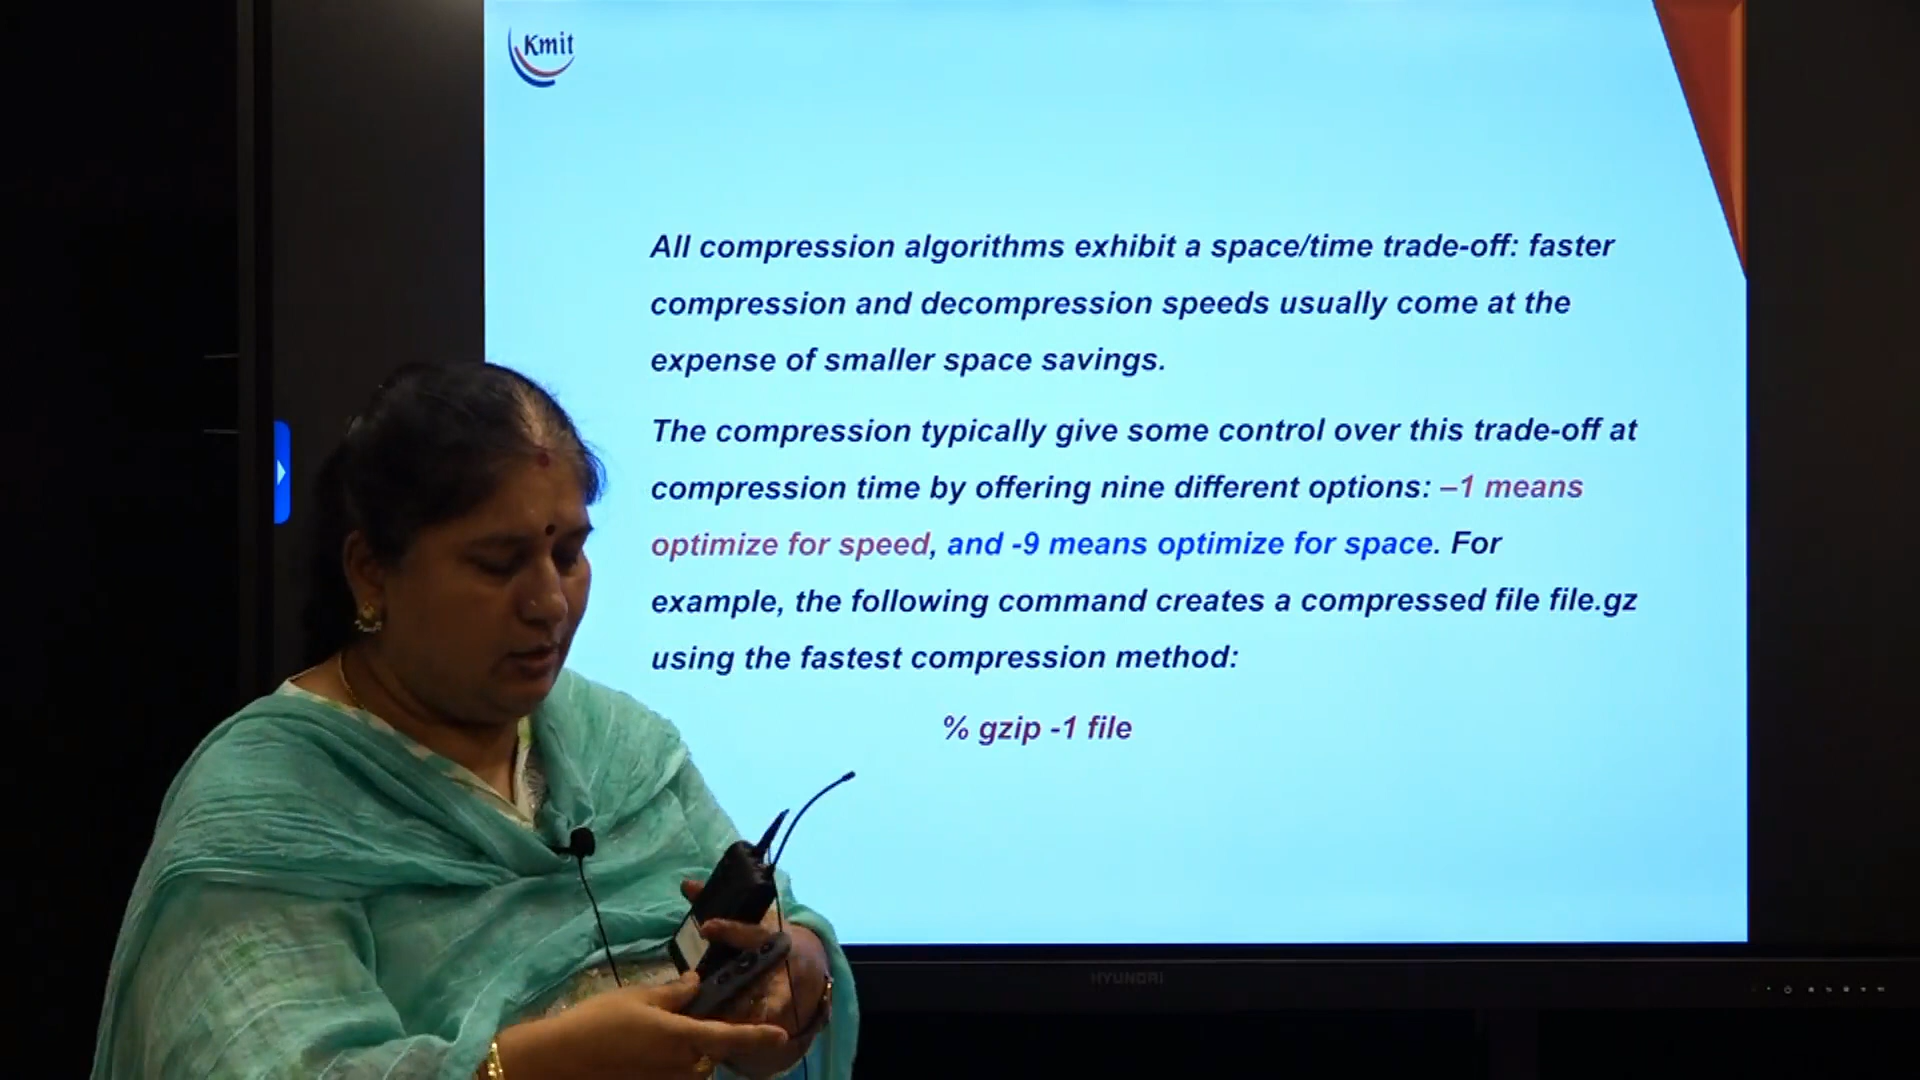 Kmit
All compression algorithms exhibit a space/time trade-off: faster
compression and decompression speeds usually come at the
expense of smaller space savings.
The compression typically give some control over this trade-off at
compression time by offering nine different options: –1 means
optimize for speed, and -9 means optimize for space. For
example, the following command creates a compressed file file.gz
using the fastest compression method:
% gzip -1 file
HYUNDAI